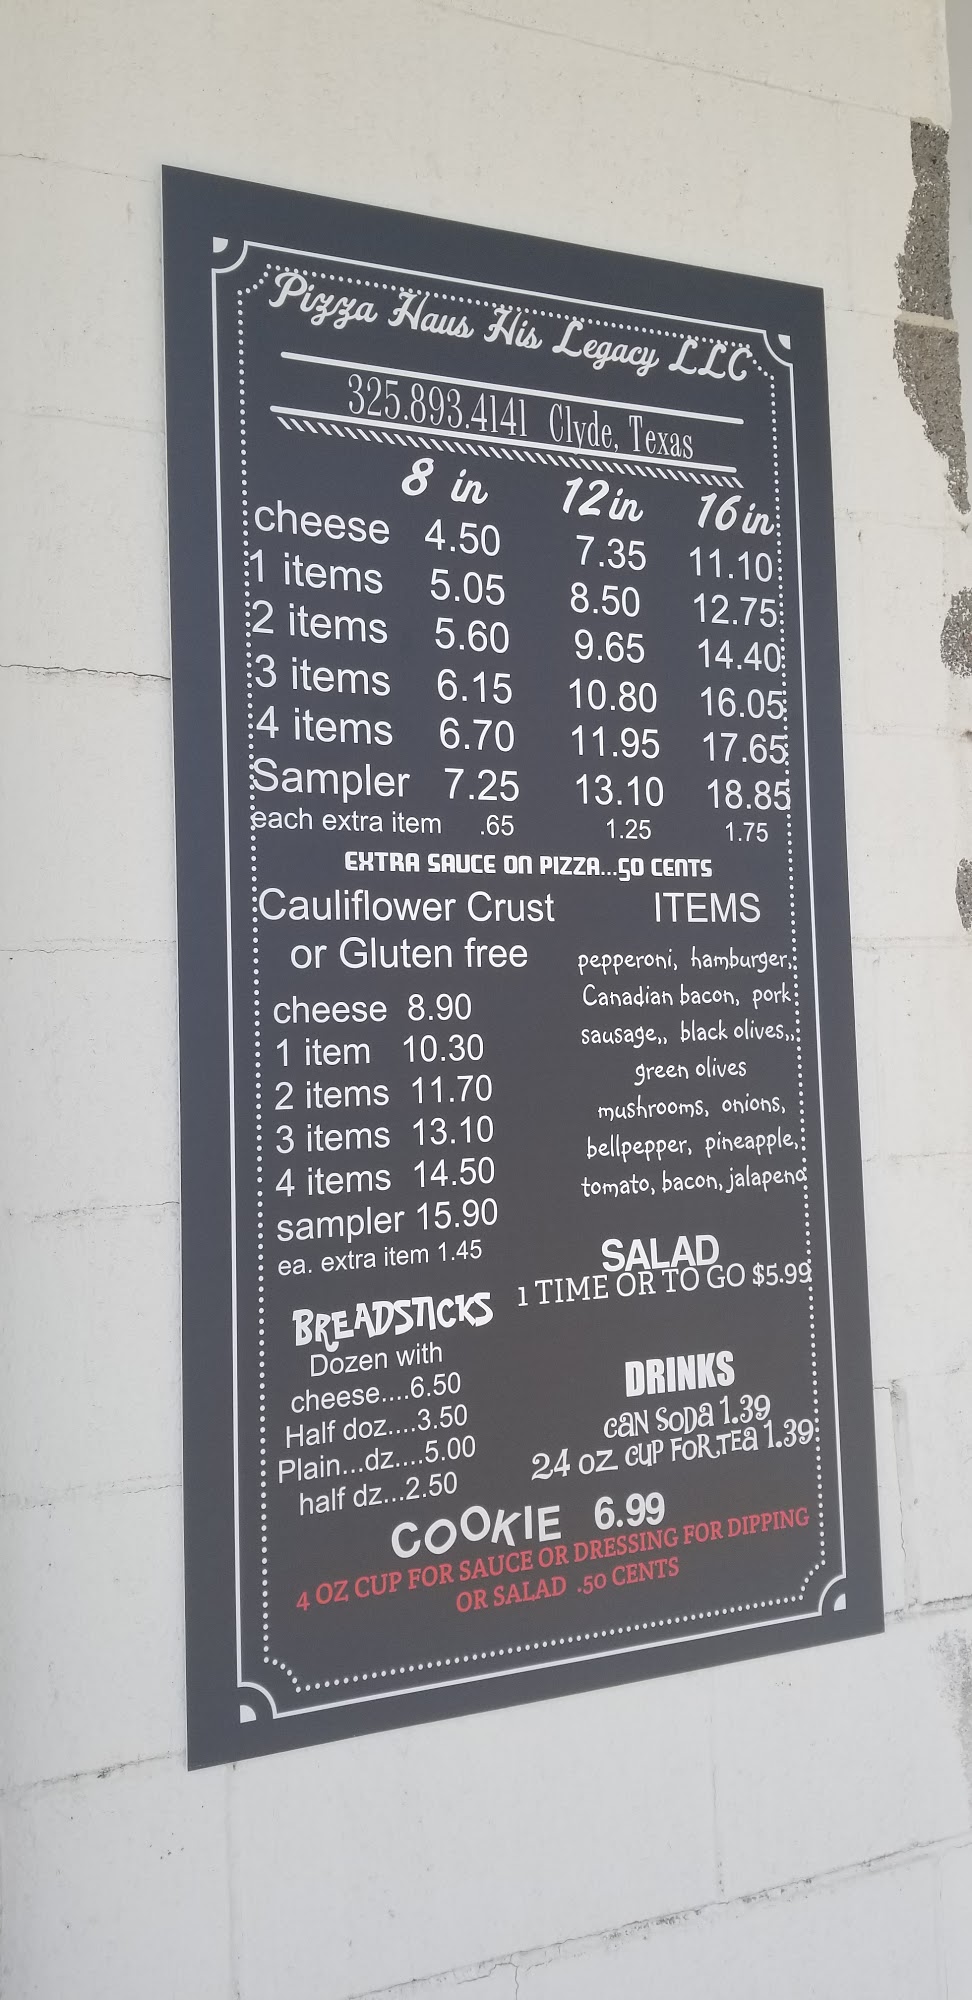 Pizza Haus His Legacy LLC
325.893.4141 Clyde, Texas
8 in 12 in 16 in
cheese 4.50 7.35 11.10
1 items 5.05 8.50 12.75
2 items 5.60 9.65 14.40
3 items 6.15 10.80 16.05
4 items 6.70 11.95 17.65
Sampler 7.25 13.10 18.85
each extra item .65 1.25 1.75
EXTRA SAUCE ON PIZZA...50 CENTS
Cauliflower Crust
or Gluten free
cheese 8.90
1 item 10.30
2 items 11.70
3 items 13.10
4 items 14.50
sampler 15.90
ea. extra item 1.45
ITEMS
pepperoni, hamburger,
Canadian bacon, pork
sausage,, black olives,,
green olives
mushrooms, onions,
bellpepper, pineapple,
tomato, bacon, jalapeno
SALAD
1 TIME OR TO GO $5.99
BREADSTICKS
Dozen with
cheese....6.50
Half doz....3.50
Plain...dz....5.00
half dz...2.50
DRINKS
CAN SODA 1.39
24 OZ CUP FOR TEA 1.39
COOKIE 6.99
4 OZ CUP FOR SAUCE OR DRESSING FOR DIPPING
OR SALAD .50 CENTS